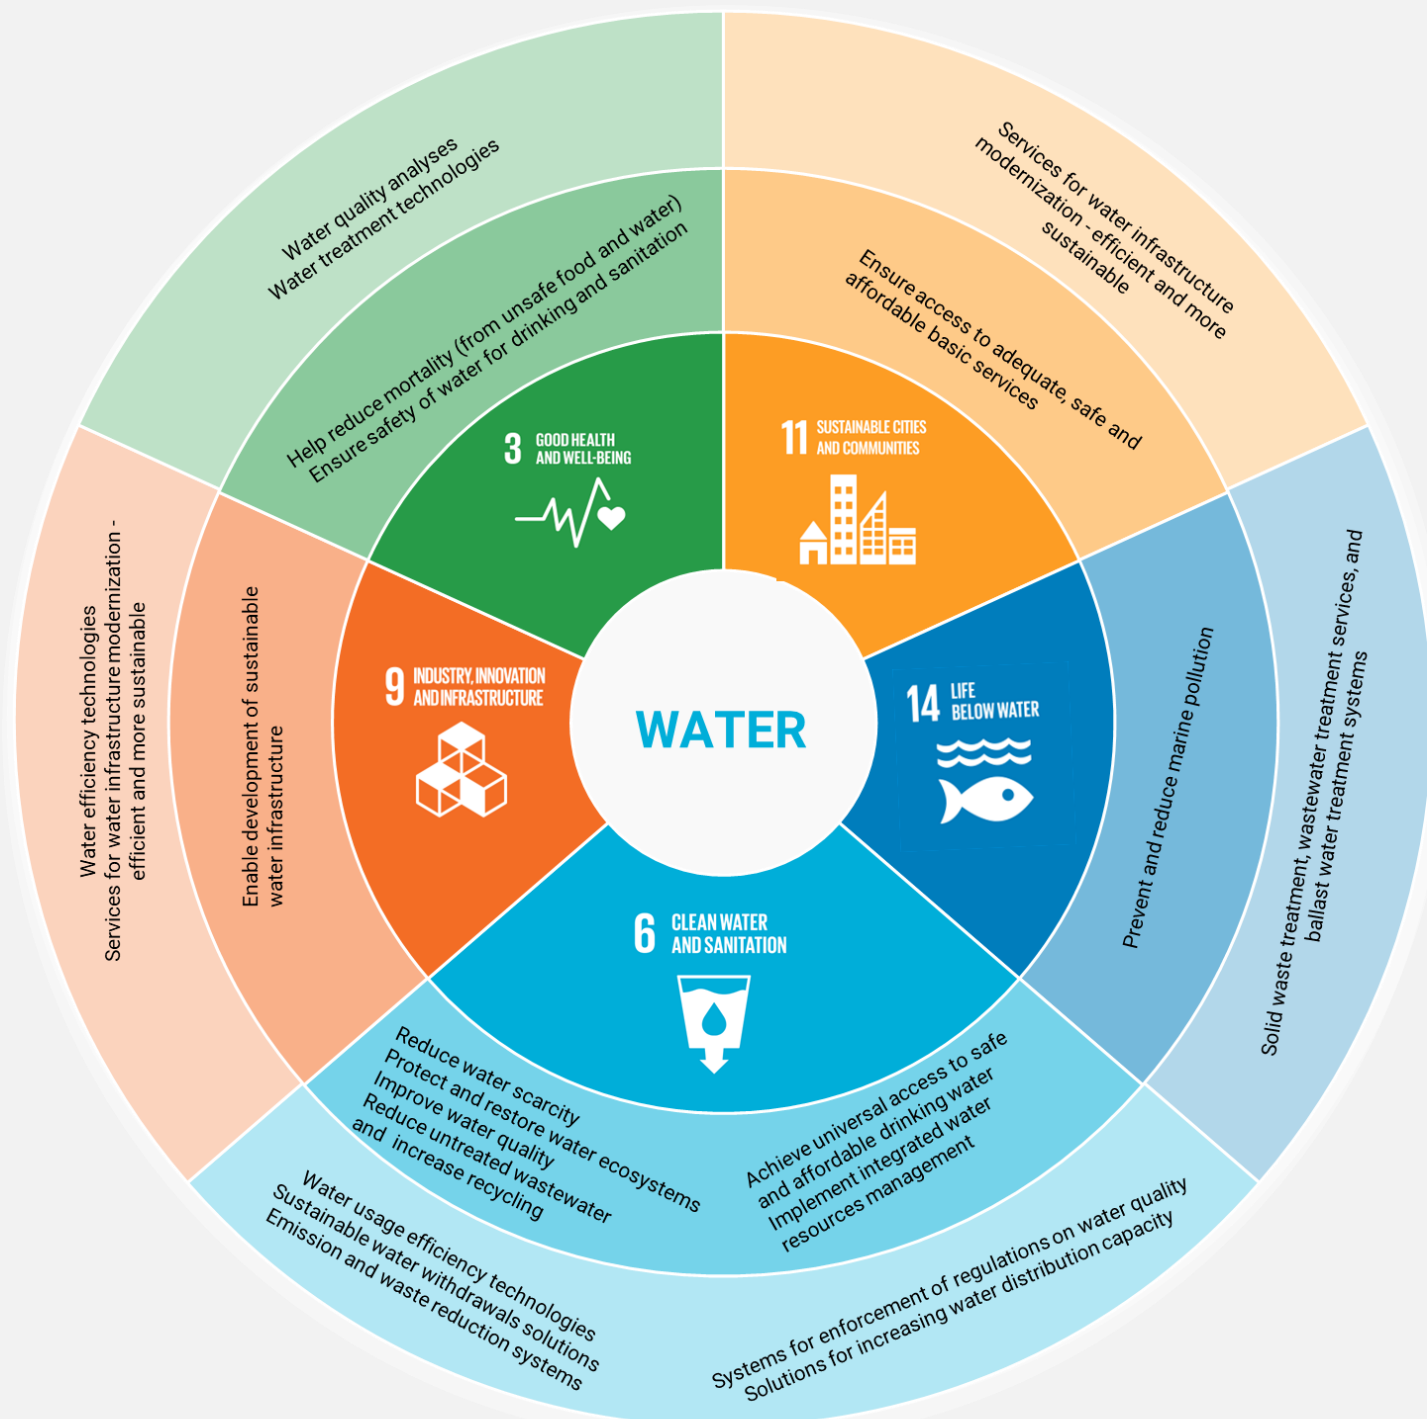 WATER
3 GOOD HEALTH
AND WELL-BEING
Help reduce mortality (from unsafe food and water)
Ensure safety of water for drinking and sanitation
Water quality analyses
Water treatment technologies
11 SUSTAINABLE CITIES
AND COMMUNITIES
Ensure access to adequate, safe and
affordable basic services
Services for water infrastructure
modernization - efficient and more
sustainable
14 LIFE
BELOW WATER
Prevent and reduce marine pollution
Solid waste treatment, wastewater treatment services, and
ballast water treatment systems
6 CLEAN WATER
AND SANITATION
Reduce water scarcity
Protect and restore water ecosystems
Improve water quality
Reduce untreated wastewater
and increase recycling
Achieve universal access to safe
and affordable drinking water
Implement integrated water
resources management
Water usage efficiency technologies
Sustainable water withdrawals solutions
Emission and waste reduction systems
Systems for enforcement of regulations on water quality
Solutions for increasing water distribution capacity
9 INDUSTRY, INNOVATION
AND INFRASTRUCTURE
Enable development of sustainable
water infrastructure
Water efficiency technologies
Services for water infrastructure modernization -
efficient and more sustainable